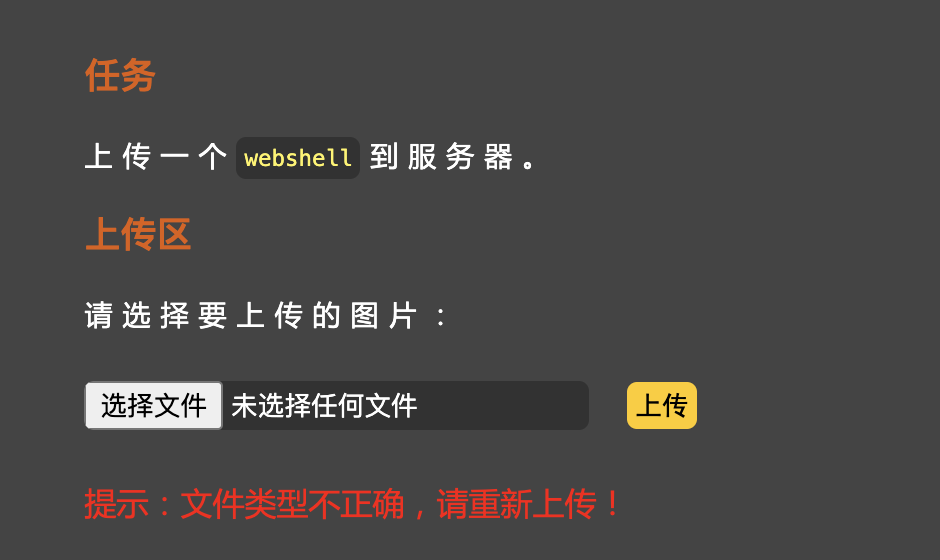 任务
上传一个 webshell 到服务器。
上传区
请选择要上传的图片：
选择文件 未选择任何文件 上传
提示：文件类型不正确，请重新上传！